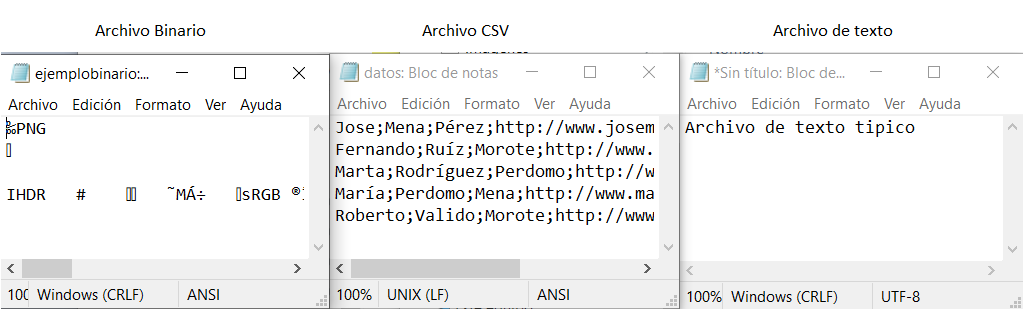 Archivo Binario
Archivo CSV
Archivo de texto
ejemplobinario:...
Archivo Edición Formato Ver Ayuda
‰PNG
IHDR # ˜MÁ÷ sRGB ®
100 Windows (CRLF) ANSI
datos: Bloc de notas
Archivo Edición Formato Ver Ayuda
Jose;Mena;Pérez;http://www.josem
Fernando;Ruíz;Morote;http://www.
Marta;Rodríguez;Perdomo;http://w
María;Perdomo;Mena;http://www.ma
Roberto;Valido;Morote;http://www
100% UNIX (LF) ANSI
*Sin título: Bloc de...
Archivo Edición Formato Ver Ayuda
Archivo de texto tipico
100% Windows (CRLF) UTF-8